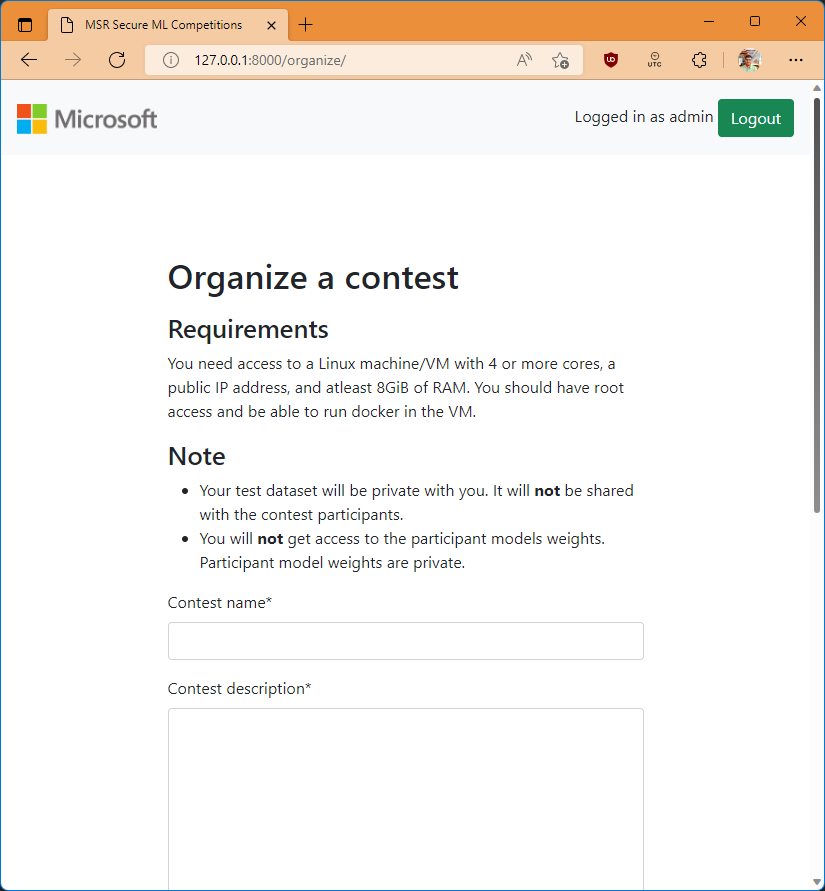 MSR Secure ML Competitions
127.0.0.1:8000/organize/
UTC
Microsoft
Logged in as admin
Logout
Organize a contest
Requirements
You need access to a Linux machine/VM with 4 or more cores, a
public IP address, and atleast 8GiB of RAM. You should have root
access and be able to run docker in the VM.
Note
Your test dataset will be private with you. It will not be shared
with the contest participants.
You will not get access to the participant models weights.
Participant model weights are private.
Contest name*
Contest description*